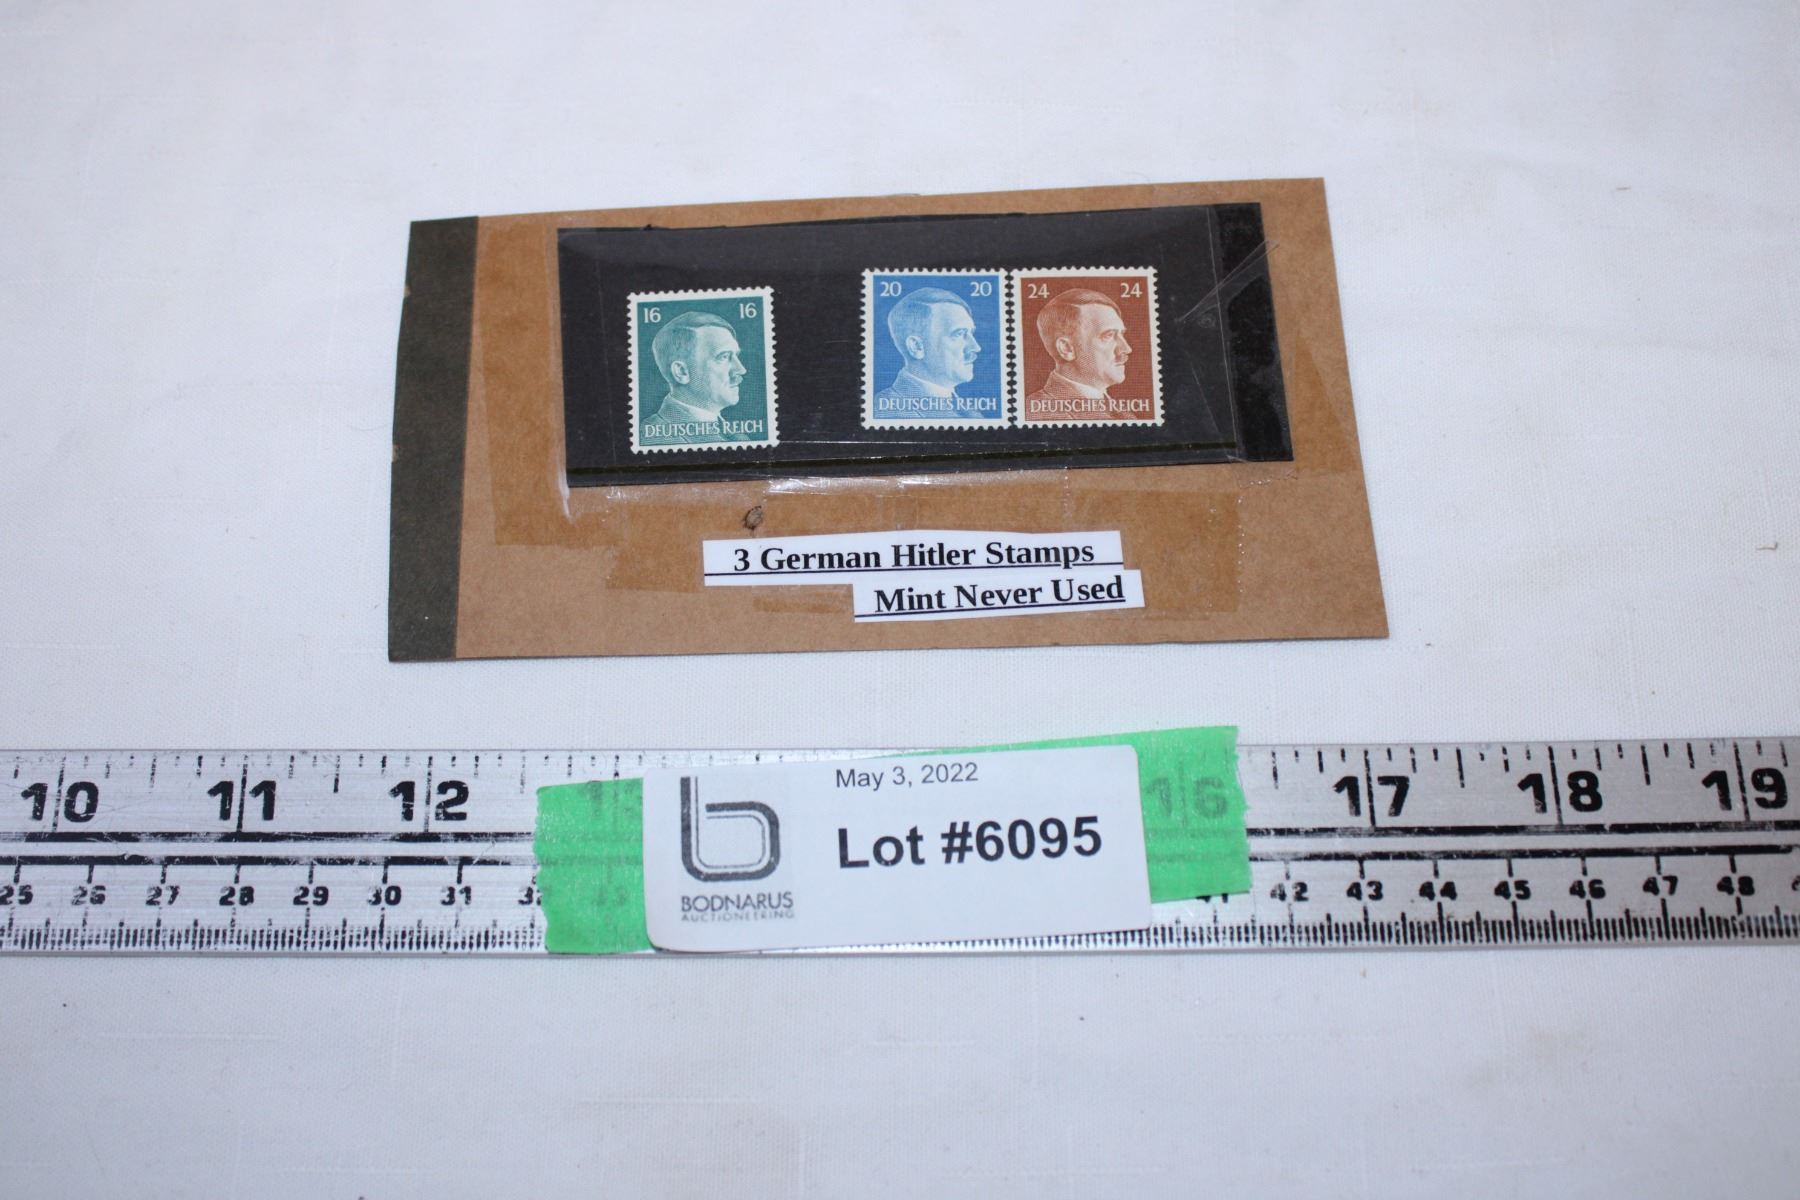 16 16
DEUTSCHES REICH
20 20
DEUTSCHES REICH
24 24
DEUTSCHES REICH
3 German Hitler Stamps
Mint Never Used
May 3, 2022
Lot #6095
BODNARUS
AUCTIONEERING
10 11 12 16 17 18 19
25 26 27 28 29 30 31 42 43 44 45 46 47 48